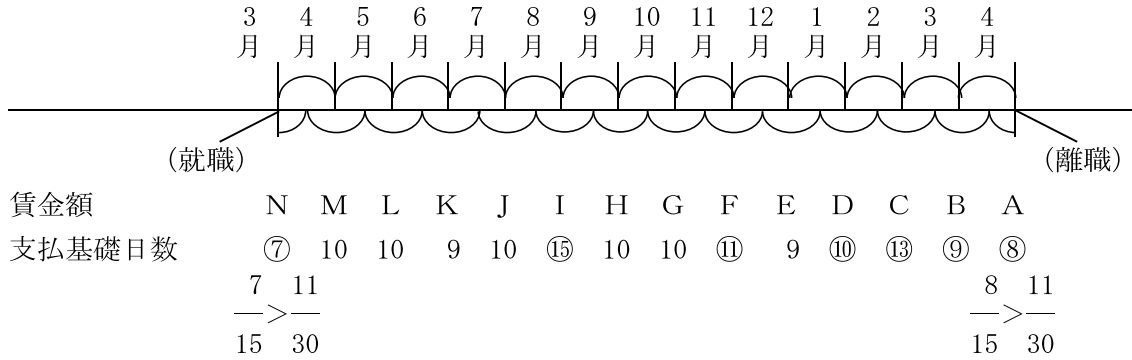 3 4 5 6 7 8 9 10 11 12 1 2 3 4
月 月 月 月 月 月 月 月 月 月 月 月 月 月
(就職) (離職)
賃金額 N M L K J I H G F E D C B A
支払基礎日数 ⑦ 10 10 9 10 ⑮ 10 10 ⑪ 9 ⑩ ⑬ ⑨ ⑧
7 11 8 11
> >
15 30 15 30